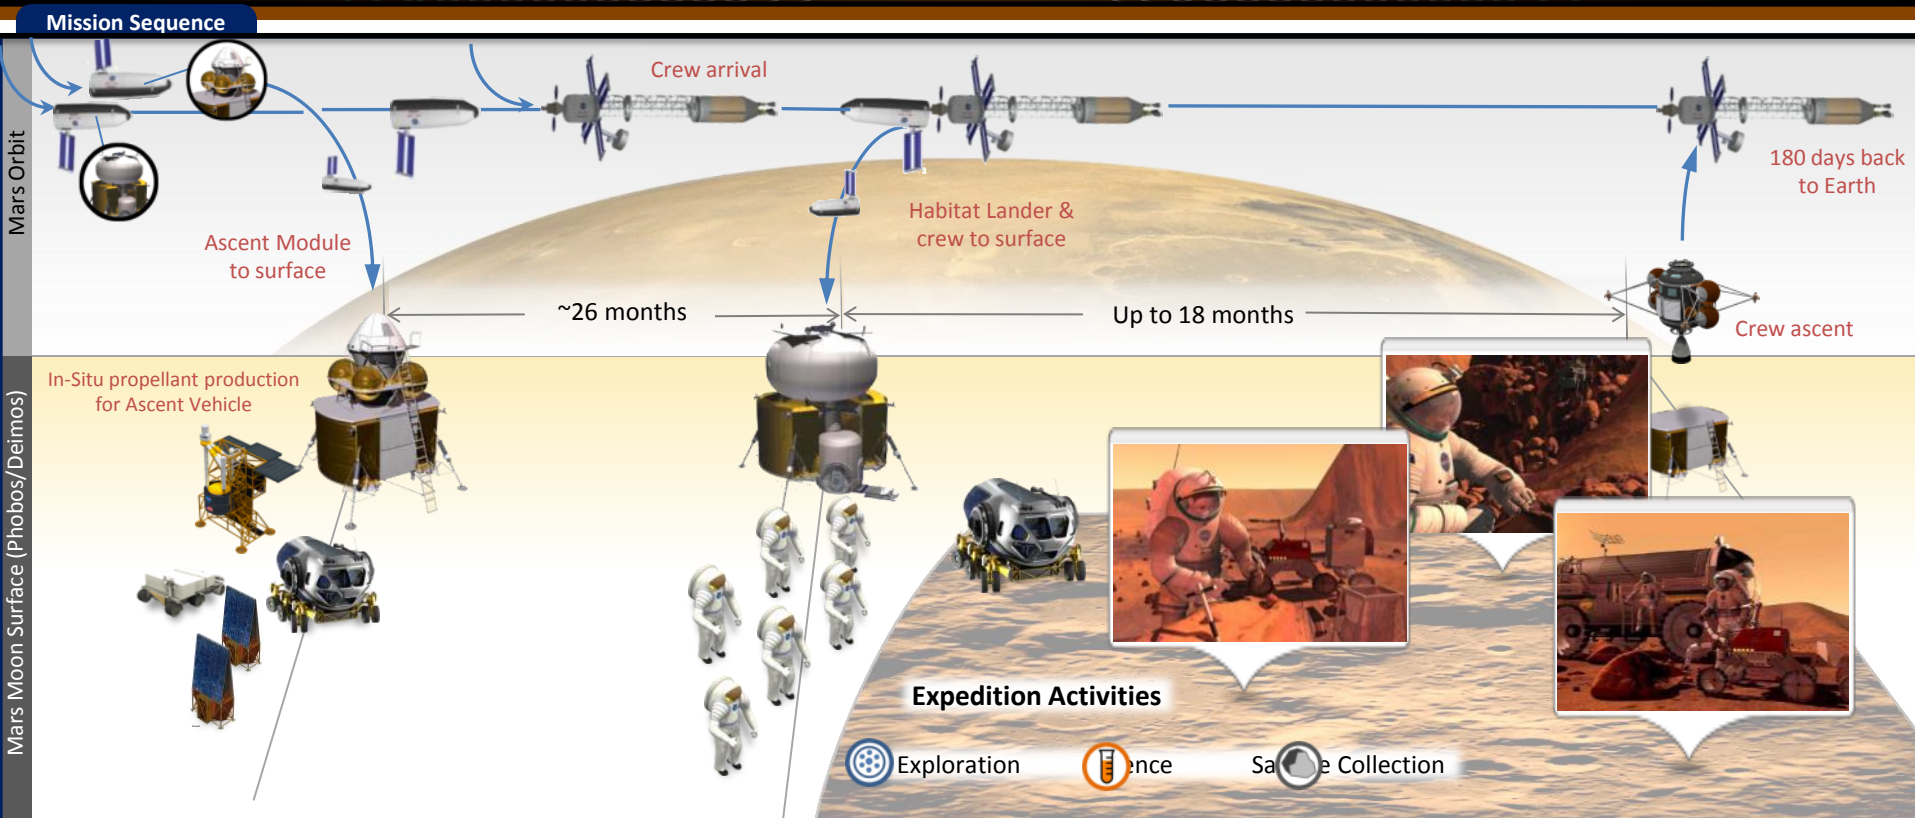 Mission Sequence
Mars Orbit
Crew arrival
180 days back
to Earth
Ascent Module
to surface
Habitat Lander &
crew to surface
~26 months
Up to 18 months
Crew ascent
Mars Moon Surface (Phobos/Deimos)
In-Situ propellant production
for Ascent Vehicle
Expedition Activities
Exploration
ence
Sa e Collection